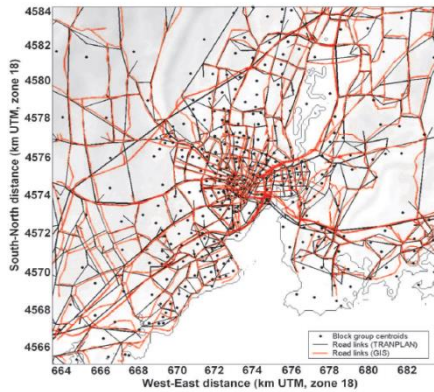 4584
4582
4580
4578
4576
4574
4572
4570
4568
4566
South-North distance (km UTM, zone 18)
664 666 668 670 672 674 676 678 680 682
West-East distance (km UTM, zone 18)
Block group centroids
Road links (TRANPLAN)
Road links (GIS)